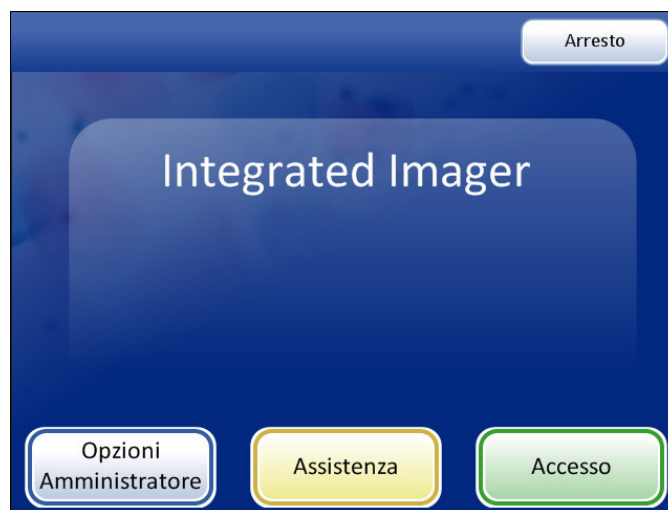 Arresto
Integrated Imager
Opzioni
Amministratore
Assistenza
Accesso